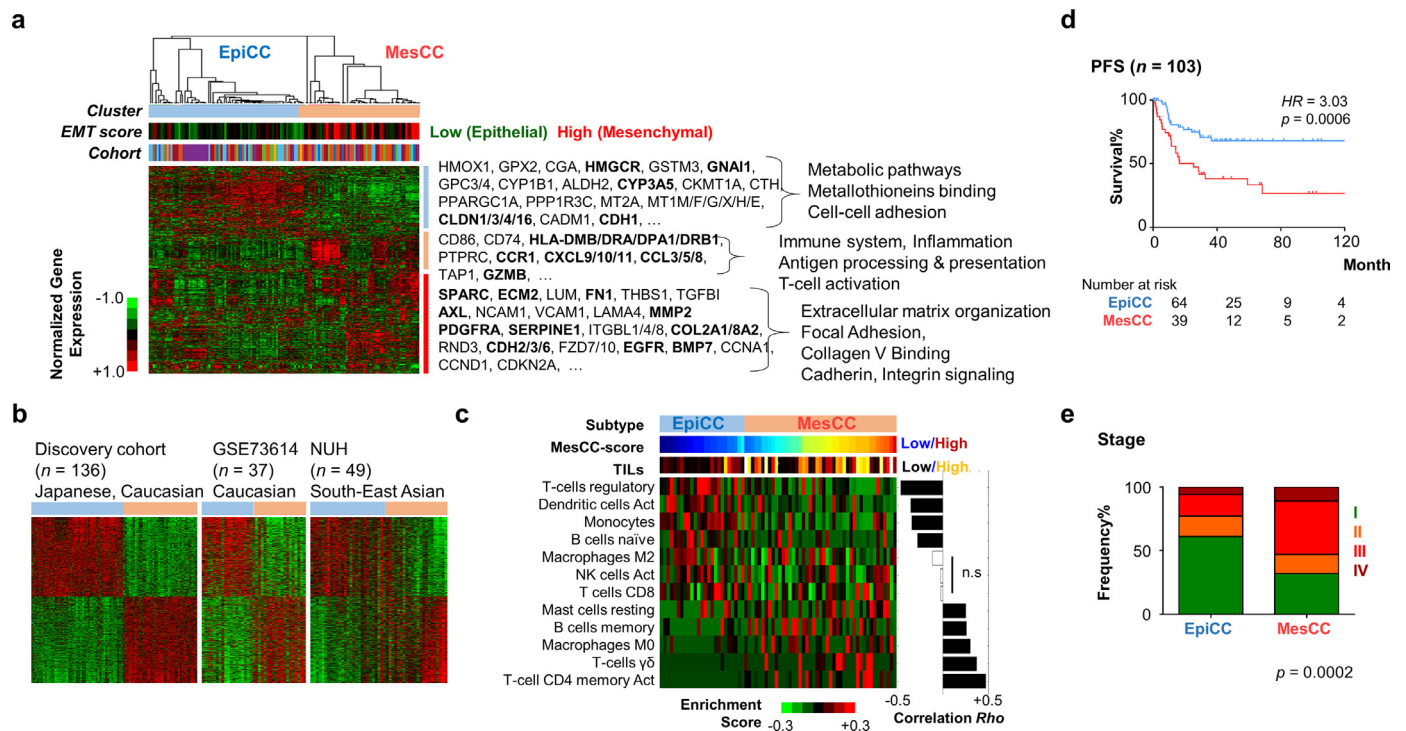 a
EpiCC
MesCC
Cluster
EMT score
Low (Epithelial) High (Mesenchymal)
Cohort
HMOX1, GPX2, CGA, HMGCR, GSTM3, GNAI1,
GPC3/4, CYP1B1, ALDH2, CYP3A5, CKMT1A, CTH,
PPARGC1A, PPP1R3C, MT2A, MT1M/F/G/X/H/E,
CLDN1/3/4/16, CADM1, CDH1, …
Metabolic pathways
Metallothioneins binding
Cell-cell adhesion
CD86, CD74, HLA-DMB/DRA/DPA1/DRB1,
PTPRC, CCR1, CXCL9/10/11, CCL3/5/8,
TAP1, GZMB, …
Immune system, Inflammation
Antigen processing & presentation
T-cell activation
SPARC, ECM2, LUM, FN1, THBS1, TGFBI
AXL, NCAM1, VCAM1, LAMA4, MMP2
PDGFRA, SERPINE1, ITGBL1/4/8, COL2A1/8A2,
RND3, CDH2/3/6, FZD7/10, EGFR, BMP7, CCNA1,
CCND1, CDKN2A, …
Extracellular matrix organization
Focal Adhesion,
Collagen V Binding
Cadherin, Integrin signaling
Normalized Gene
Expression
-1.0
+1.0
b
Discovery cohort
(n = 136)
Japanese, Caucasian
GSE73614
(n = 37)
Caucasian
NUH
(n = 49)
South-East Asian
c
Subtype
EpiCC
MesCC
MesCC-score
Low/High
TILs
Low/High
T-cells regulatory
Dendritic cells Act
Monocytes
B cells naïve
Macrophages M2
NK cells Act
T cells CD8
Mast cells resting
B cells memory
Macrophages M0
T-cells γδ
T-cell CD4 memory Act
n.s
-0.5
+0.5
Correlation Rho
Enrichment
Score
-0.3
+0.3
d
PFS (n = 103)
HR = 3.03
p = 0.0006
Survival%
100
50
0
0 40 80 120
Month
Number at risk
EpiCC 64 25 9 4
MesCC 39 12 5 2
e
Stage
Frequency%
100
50
0
EpiCC
MesCC
I
II
III
IV
p = 0.0002